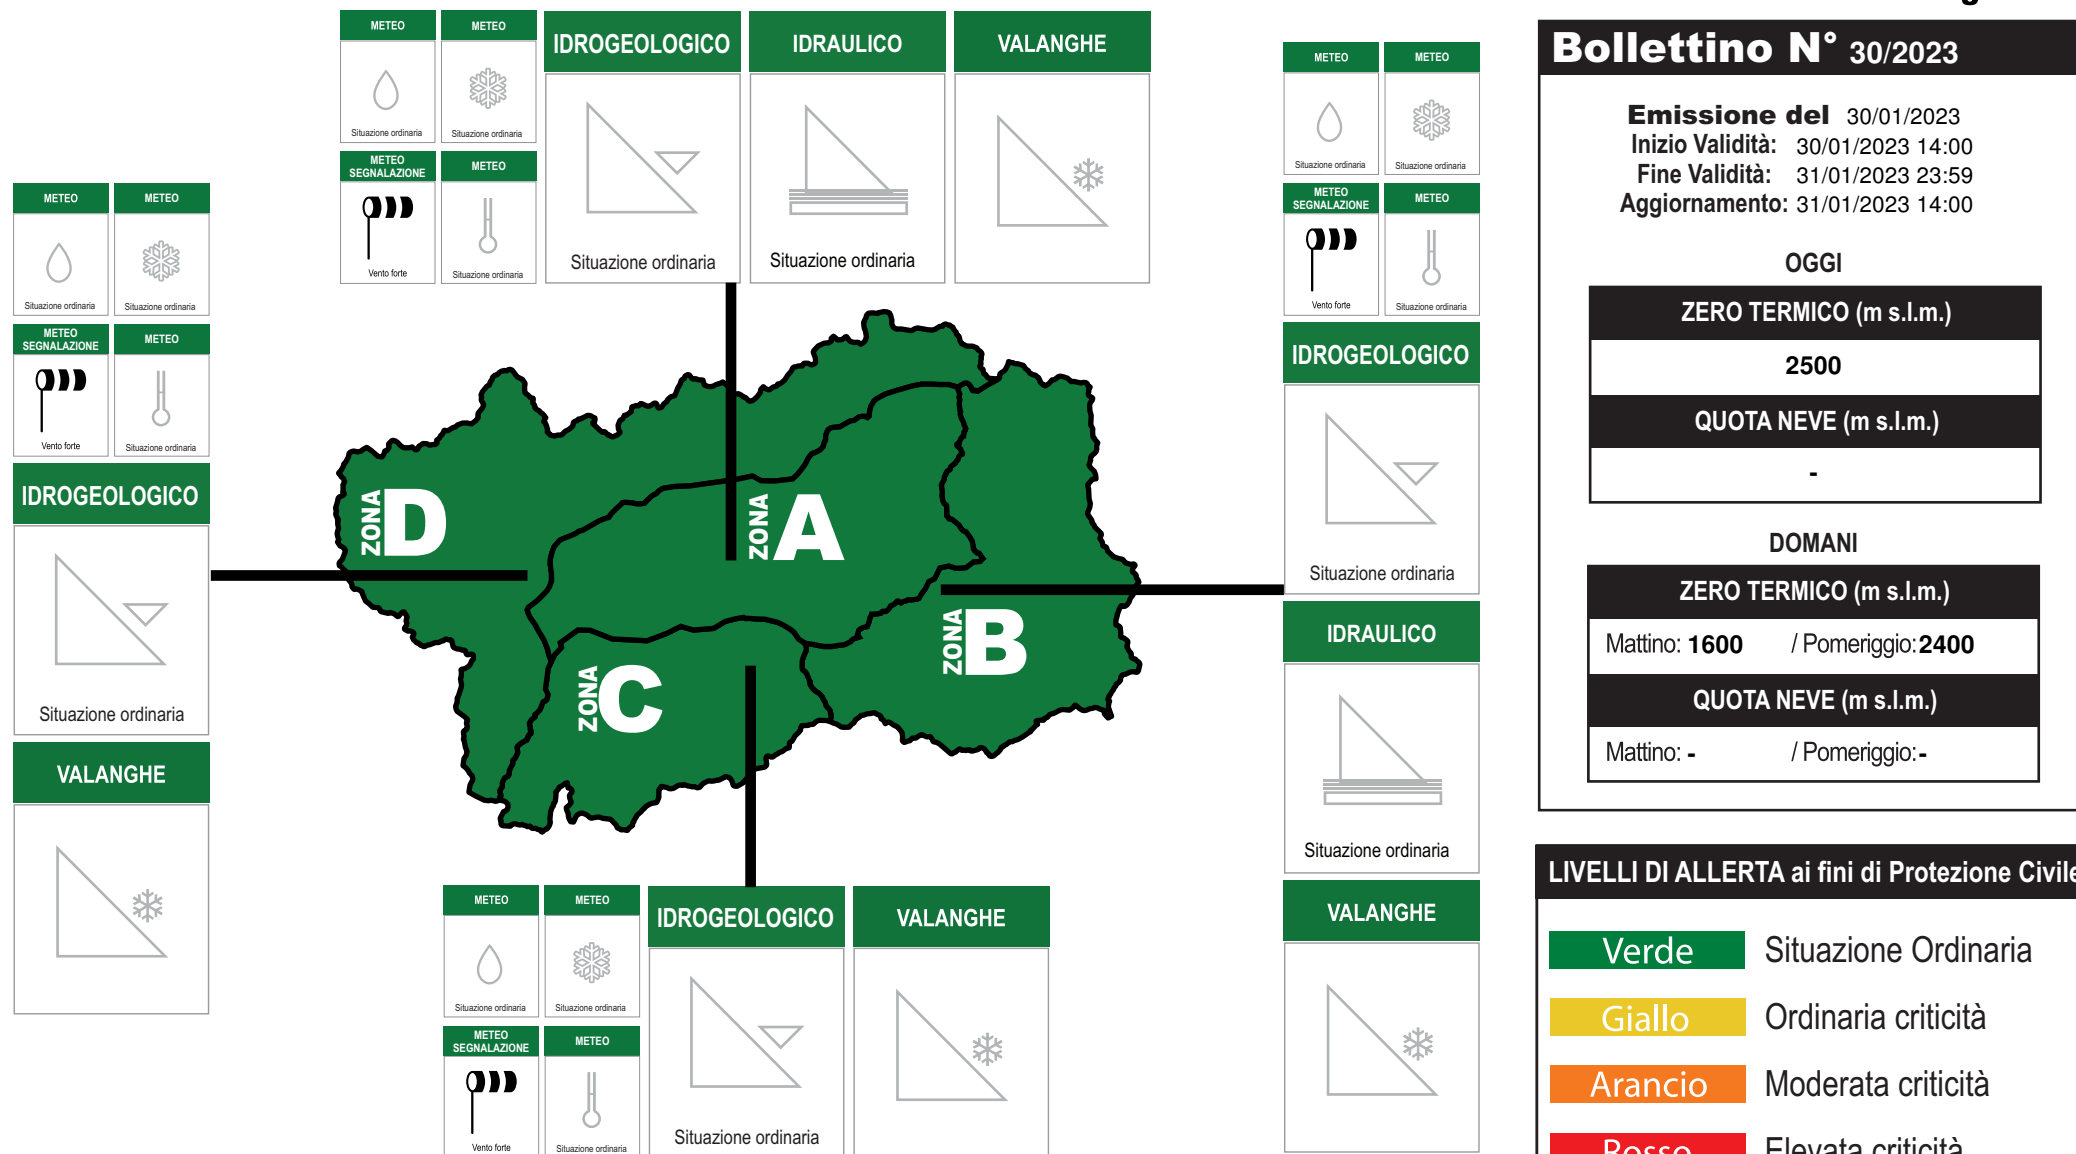 METEO
Situazione ordinaria
METEO
Situazione ordinaria
METEO
SEGNALAZIONE
Vento forte
METEO
Situazione ordinaria
IDROGEOLOGICO
Situazione ordinaria
IDRAULICO
Situazione ordinaria
VALANGHE
METEO
Situazione ordinaria
METEO
Situazione ordinaria
METEO
SEGNALAZIONE
Vento forte
METEO
Situazione ordinaria
IDROGEOLOGICO
Situazione ordinaria
VALANGHE
ZONA D
ZONA A
ZONA B
ZONA C
METEO
Situazione ordinaria
METEO
Situazione ordinaria
METEO
SEGNALAZIONE
Vento forte
METEO
Situazione ordinaria
IDROGEOLOGICO
Situazione ordinaria
IDRAULICO
Situazione ordinaria
VALANGHE
METEO
Situazione ordinaria
METEO
Situazione ordinaria
METEO
SEGNALAZIONE
Vento forte
METEO
Situazione ordinaria
IDROGEOLOGICO
Situazione ordinaria
VALANGHE
Bollettino N° 30/2023
Emissione del 30/01/2023
Inizio Validità: 30/01/2023 14:00
Fine Validità: 31/01/2023 23:59
Aggiornamento: 31/01/2023 14:00
OGGI
ZERO TERMICO (m s.l.m.)
2500
QUOTA NEVE (m s.l.m.)
-
DOMANI
ZERO TERMICO (m s.l.m.)
Mattino: 1600 / Pomeriggio: 2400
QUOTA NEVE (m s.l.m.)
Mattino: - / Pomeriggio: -
LIVELLI DI ALLERTA ai fini di Protezione Civile
Verde Situazione Ordinaria
Giallo Ordinaria criticità
Arancio Moderata criticità
Rosso Elevata criticità